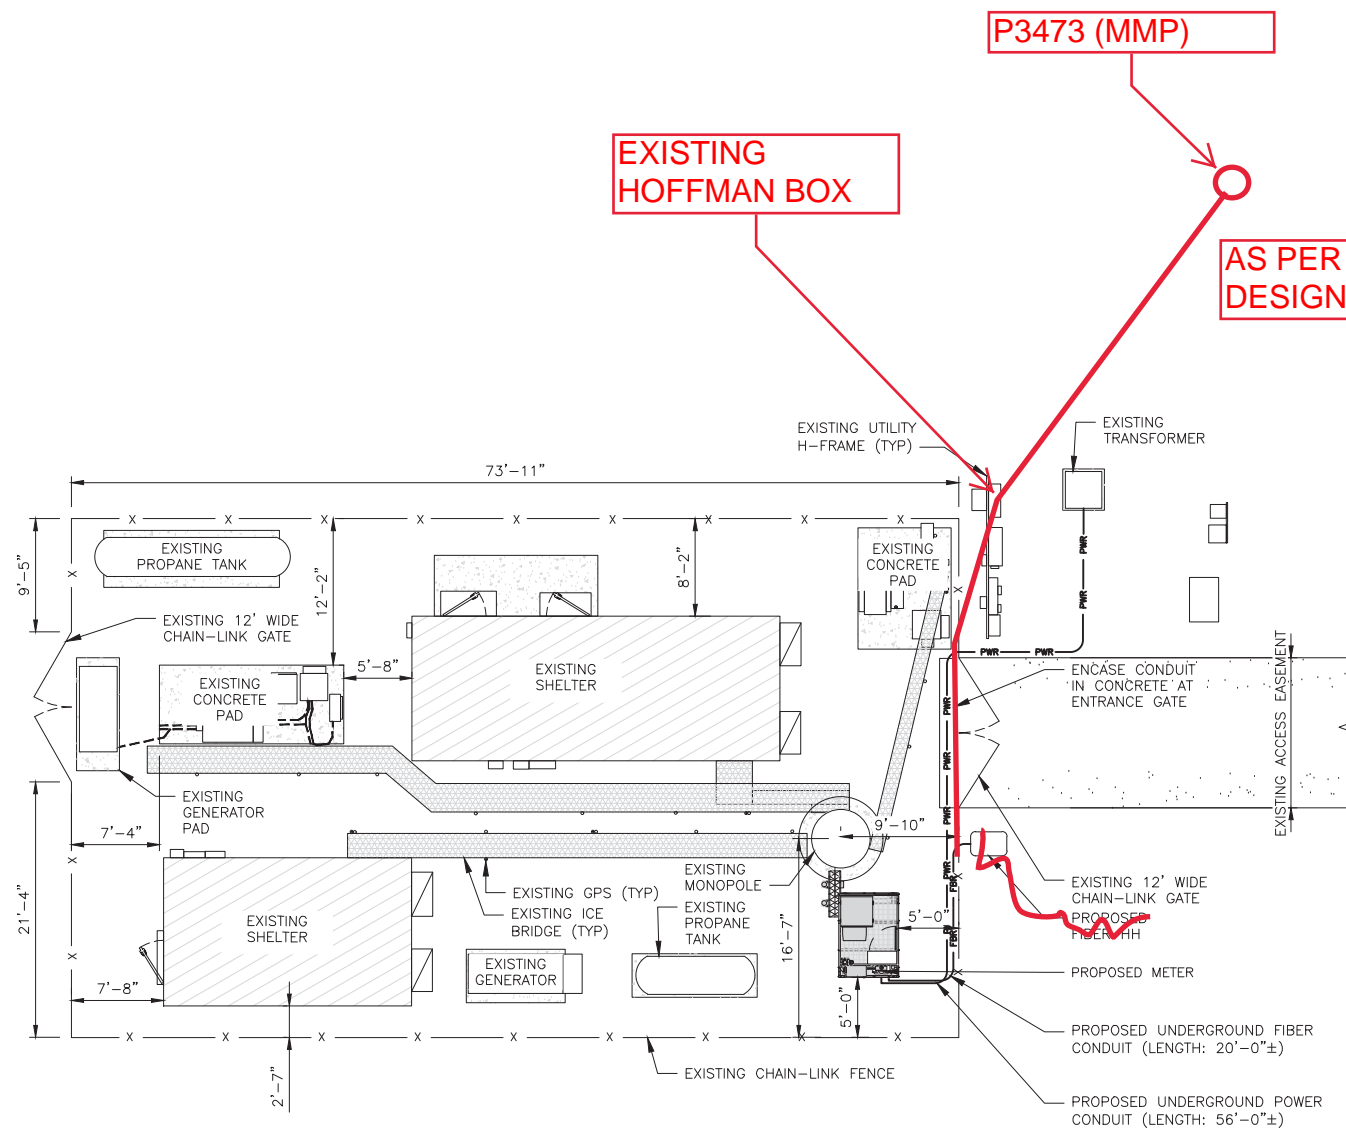 P3473 (MMP)
EXISTING
HOFFMAN BOX
AS PER
DESIGN
EXISTING UTILITY
H-FRAME (TYP)
EXISTING
TRANSFORMER
73'-11"
9'-5"
EXISTING
PROPANE TANK
12'-2"
8'-2"
EXISTING
CONCRETE
PAD
PWR
PWR
EXISTING 12' WIDE
CHAIN-LINK GATE
5'-8"
EXISTING
SHELTER
PWR
PWR
EXISTING
CONCRETE
PAD
ENCASE CONDUIT
IN CONCRETE AT
ENTRANCE GATE
EXISTING ACCESS EASEMENT
PWR
PWR
PWR
EXISTING
GENERATOR
PAD
7'-4"
9'-10"
PWR
FBR
EXISTING
MONOPOLE
EXISTING 12' WIDE
CHAIN-LINK GATE
EXISTING GPS (TYP)
EXISTING ICE
BRIDGE (TYP)
EXISTING
PROPANE
TANK
21'-4"
EXISTING
SHELTER
16'-7"
5'-0"
PROPOSED
FIBER HH
FBR
EXISTING
GENERATOR
PROPOSED METER
7'-8"
5'-0"
PROPOSED UNDERGROUND FIBER
CONDUIT (LENGTH: 20'-0"±)
2'-7"
EXISTING CHAIN-LINK FENCE
PROPOSED UNDERGROUND POWER
CONDUIT (LENGTH: 56'-0"±)